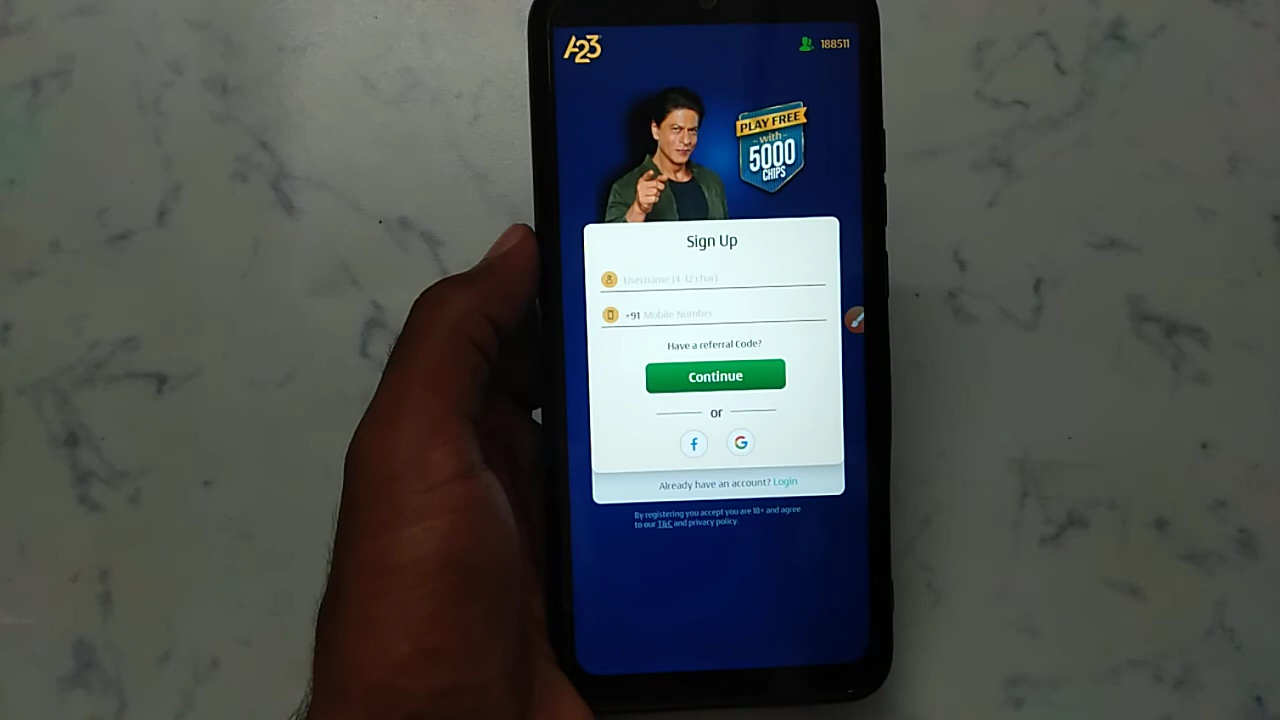 A23
188511
PLAY FREE
with
5000
CHIPS
Sign Up
Username (4-12 char)
+91 Mobile Number
Have a referral Code?
Continue
or
f G
Already have an account? Login
By registering you accept you are 18+ and agree
to our T&C and privacy policy.